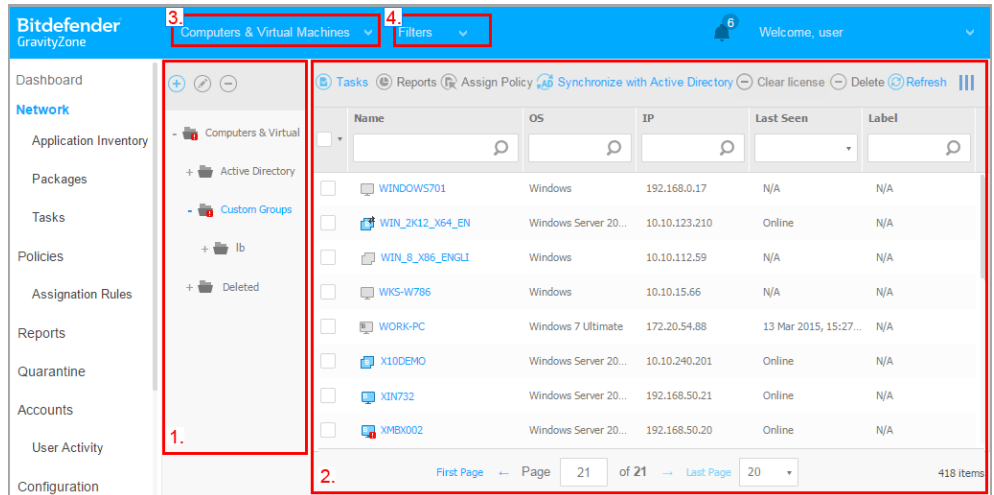 Bitdefender
GravityZone
3.
Computers & Virtual Machines
4.
Filters
6
Welcome, user
Dashboard
Network
Application Inventory
Packages
Tasks
Policies
Assignation Rules
Reports
Quarantine
Accounts
User Activity
Configuration
- Computers & Virtual
+ Active Directory
- Custom Groups
+ lb
+ Deleted
1.
Tasks Reports Assign Policy AD Synchronize with Active Directory Clear license Delete Refresh
Name OS IP Last Seen Label
WINDOWS701 Windows 192.168.0.17 N/A N/A
WIN_2K12_X64_EN Windows Server 20... 10.10.123.210 Online N/A
WIN_8_X86_ENGLI Windows 10.10.112.59 N/A N/A
WKS-W786 Windows 10.10.15.66 N/A N/A
WORK-PC Windows 7 Ultimate 172.20.54.88 13 Mar 2015, 15:27... N/A
X10DEMO Windows Server 20... 10.10.240.201 Online N/A
XIN732 Windows Server 20... 192.168.50.21 Online N/A
XMBX002 Windows Server 20... 192.168.50.20 Online N/A
2.
First Page ← Page 21 of 21 → Last Page 20 418 items